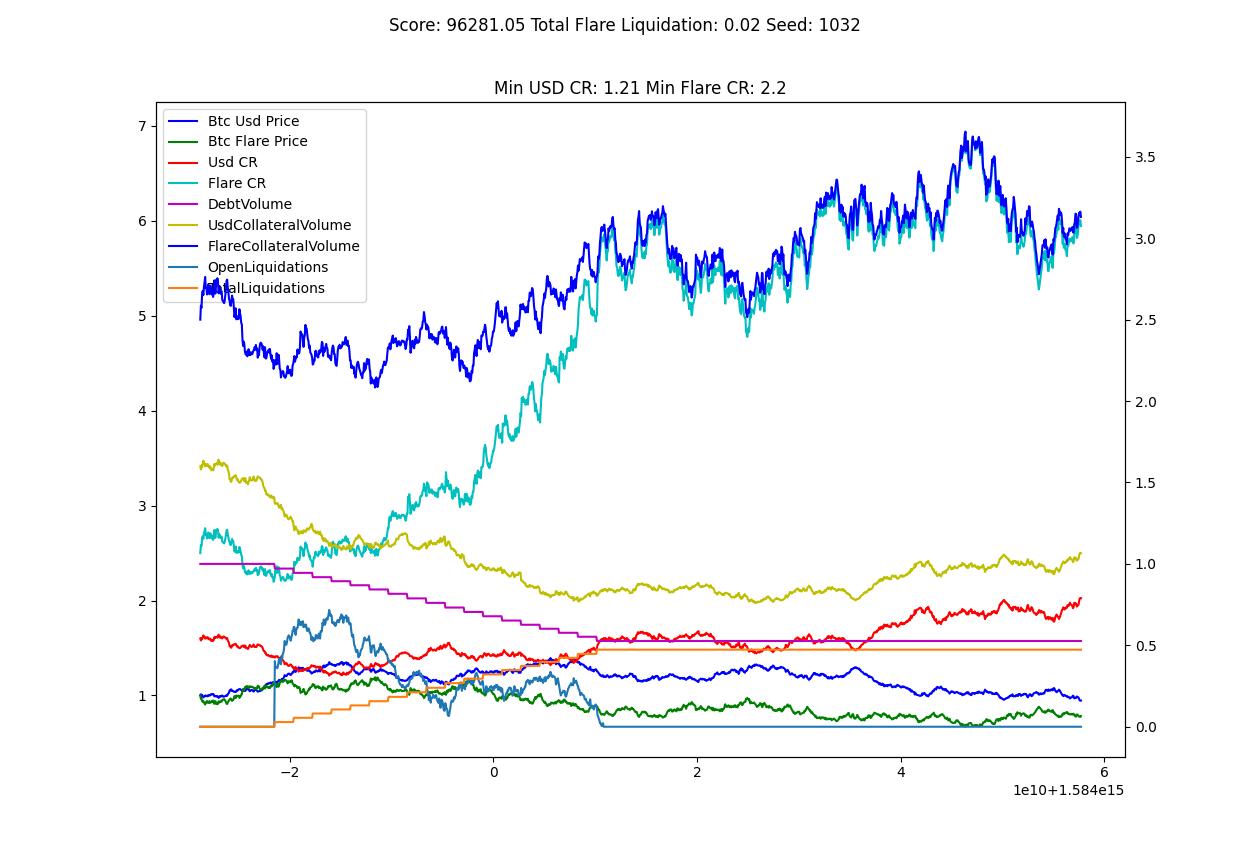 Score: 96281.05 Total Flare Liquidation: 0.02 Seed: 1032
Min USD CR: 1.21 Min Flare CR: 2.2
Btc Usd Price
Btc Flare Price
Usd CR
Flare CR
DebtVolume
UsdCollateralVolume
FlareCollateralVolume
OpenLiquidations
TotalLiquidations
7
6
5
4
3
2
1
3.5
3.0
2.5
2.0
1.5
1.0
0.5
0.0
−2
0
2
4
6
1e10+1.584e15